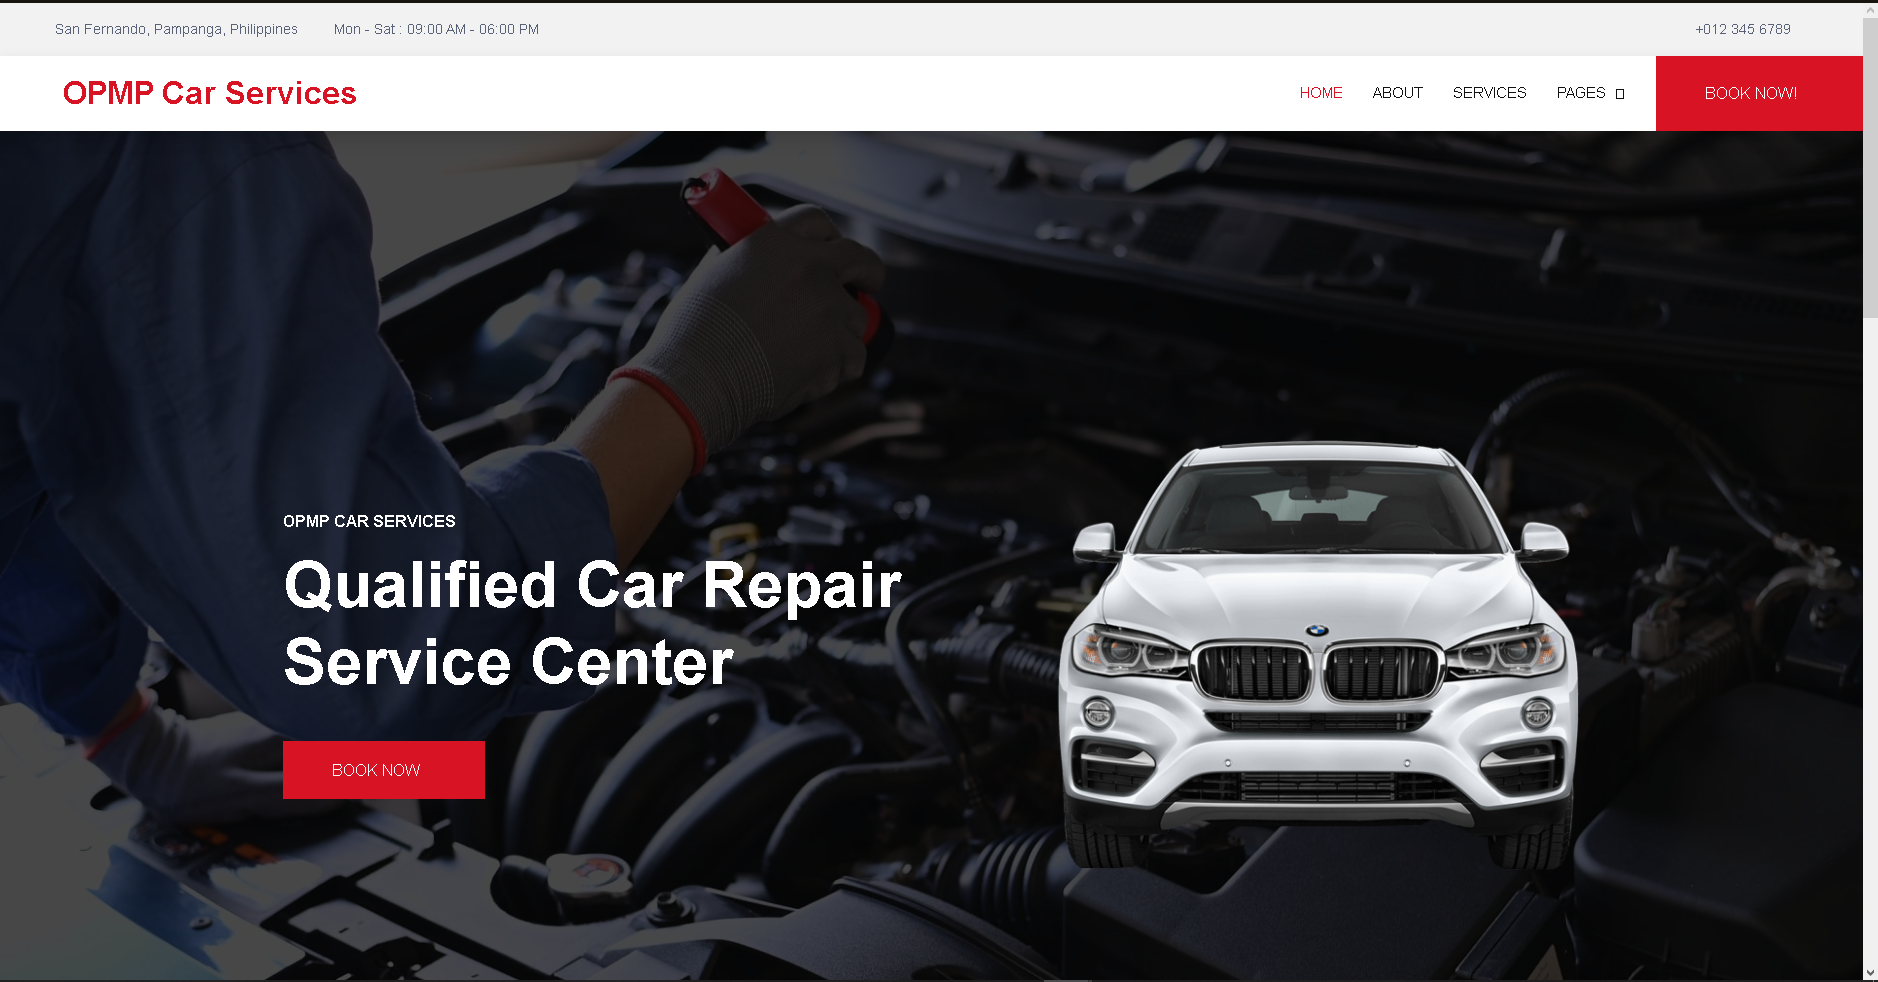 San Fernando, Pampanga, Philippines
Mon - Sat : 09:00 AM - 06:00 PM
+012 345 6789
OPMP Car Services
HOME
ABOUT
SERVICES
PAGES
BOOK NOW!
OPMP CAR SERVICES
Qualified Car Repair
Service Center
BOOK NOW